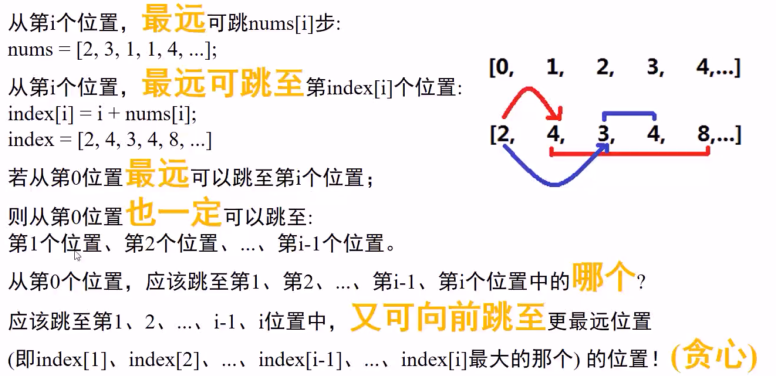 从第i个位置，最远可跳nums[i]步:
nums = [2, 3, 1, 1, 4, ...];
从第i个位置，最远可跳至第index[i]个位置:
index[i] = i + nums[i];
index = [2, 4, 3, 4, 8, ...]
若从第0位置最远可以跳至第i个位置；
则从第0位置也一定可以跳至:
第1个位置、第2个位置、...、第i-1个位置。
从第0个位置，应该跳至第1、第2、...、第i-1、第i个位置中的哪个?
应该跳至第1、2、...、i-1、i位置中，又可向前跳至更最远位置
(即index[1]、index[2]、...、index[i-1]、...、index[i]最大的那个) 的位置！(贪心)
[0, 1, 2, 3, 4,...]
[2, 4, 3, 4, 8,...]